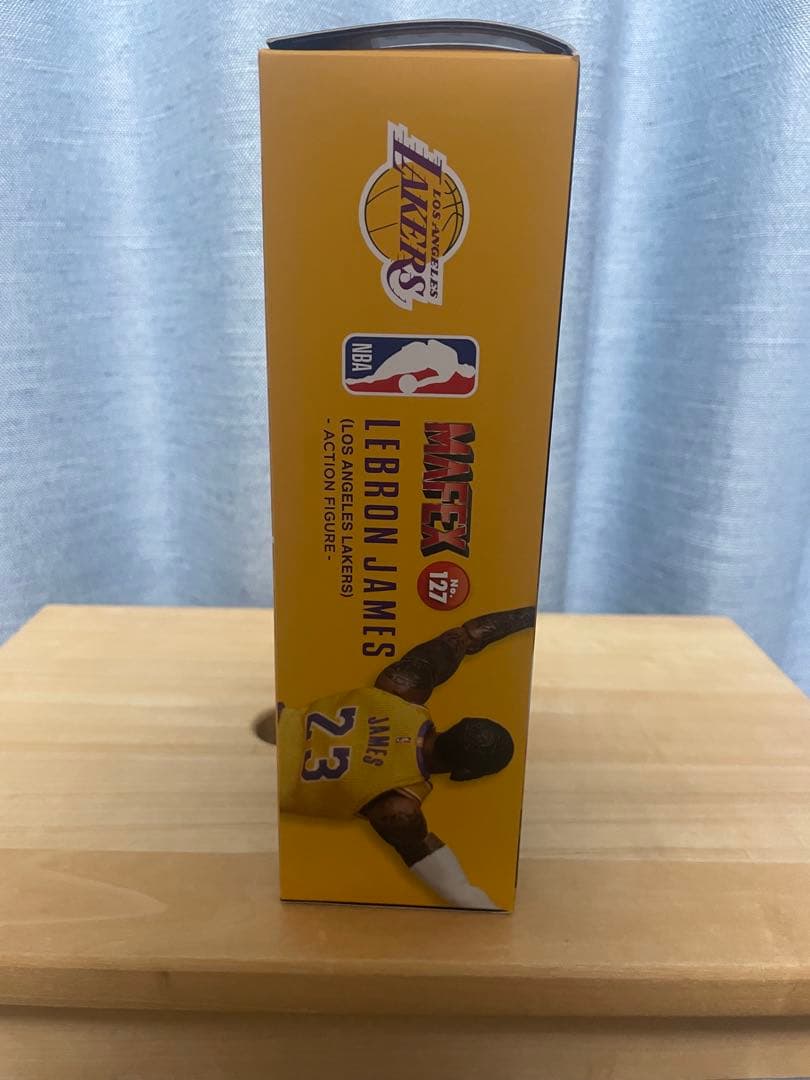 LOS ANGELES
LAKERS
NBA
MAFEX
No.
127
LEBRON JAMES
(LOS ANGELES LAKERS)
- ACTION FIGURE -
JAMES
23